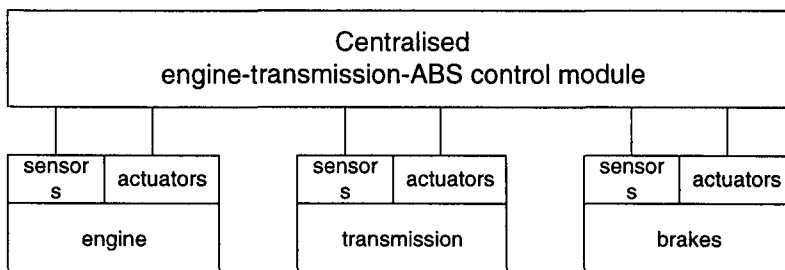 Centralised
engine-transmission-ABS control module
sensor
s
actuators
sensor
s
actuators
sensor
s
actuators
engine
transmission
brakes